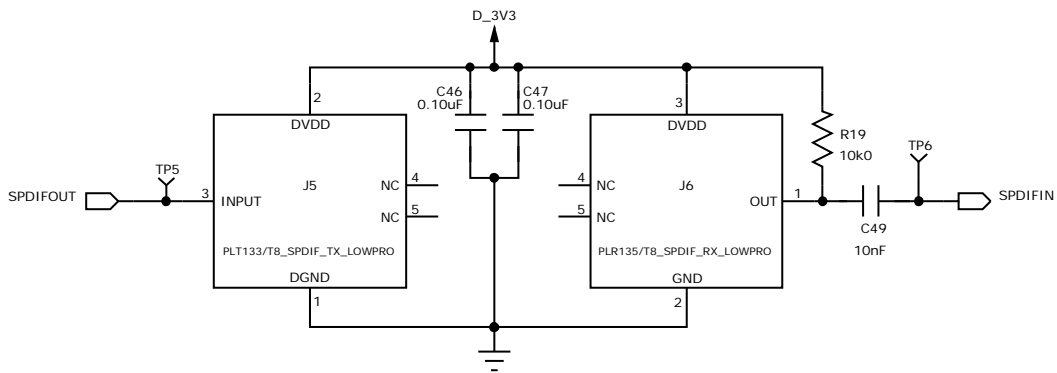 D_3V3
C46
0.10uF
C47
0.10uF
2
DVDD
3
DVDD
R19
10k0
TP5
TP6
SPDIFOUT
3
INPUT
J5
NC
4
NC
5
4
NC
5
NC
J6
OUT
1
SPDIFIN
C49
10nF
PLT133/T8_SPDIF_TX_LOWPRO
PLR135/T8_SPDIF_RX_LOWPRO
DGND
1
GND
2